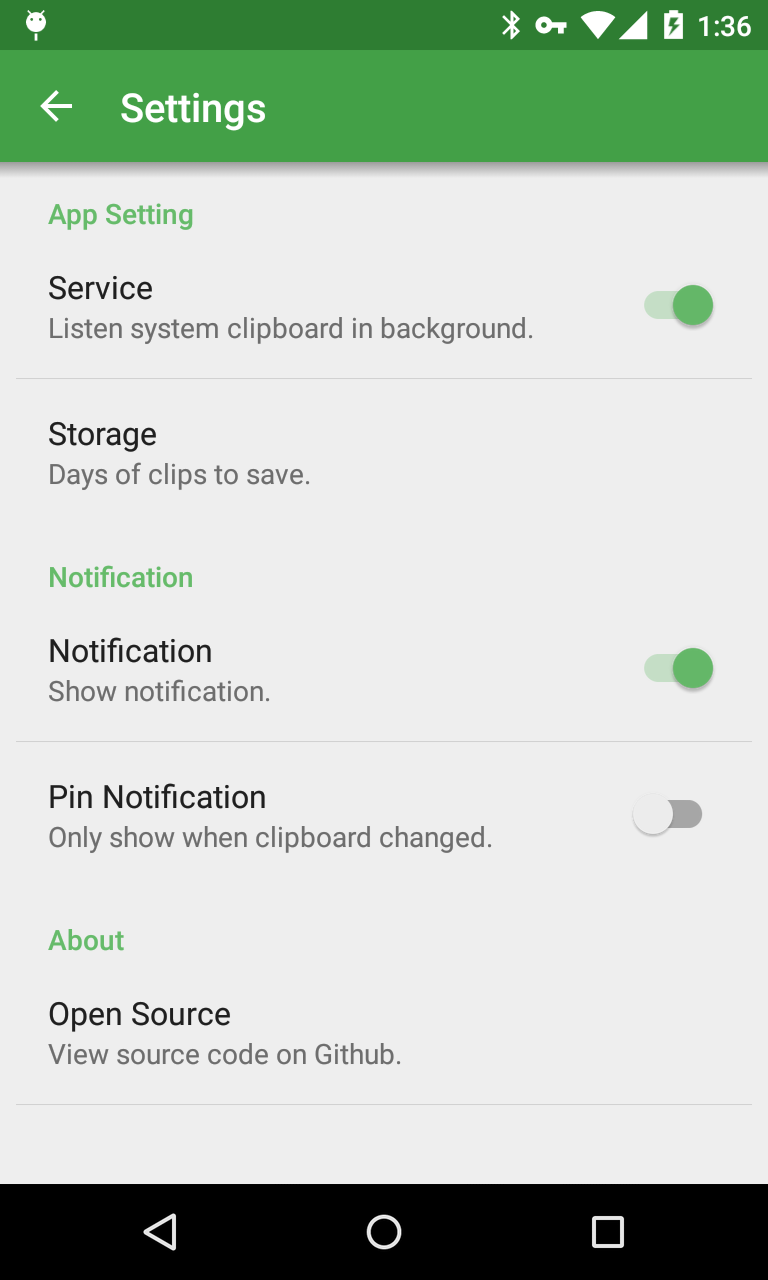 1:36
Settings
App Setting
Service
Listen system clipboard in background.
Storage
Days of clips to save.
Notification
Notification
Show notification.
Pin Notification
Only show when clipboard changed.
About
Open Source
View source code on Github.